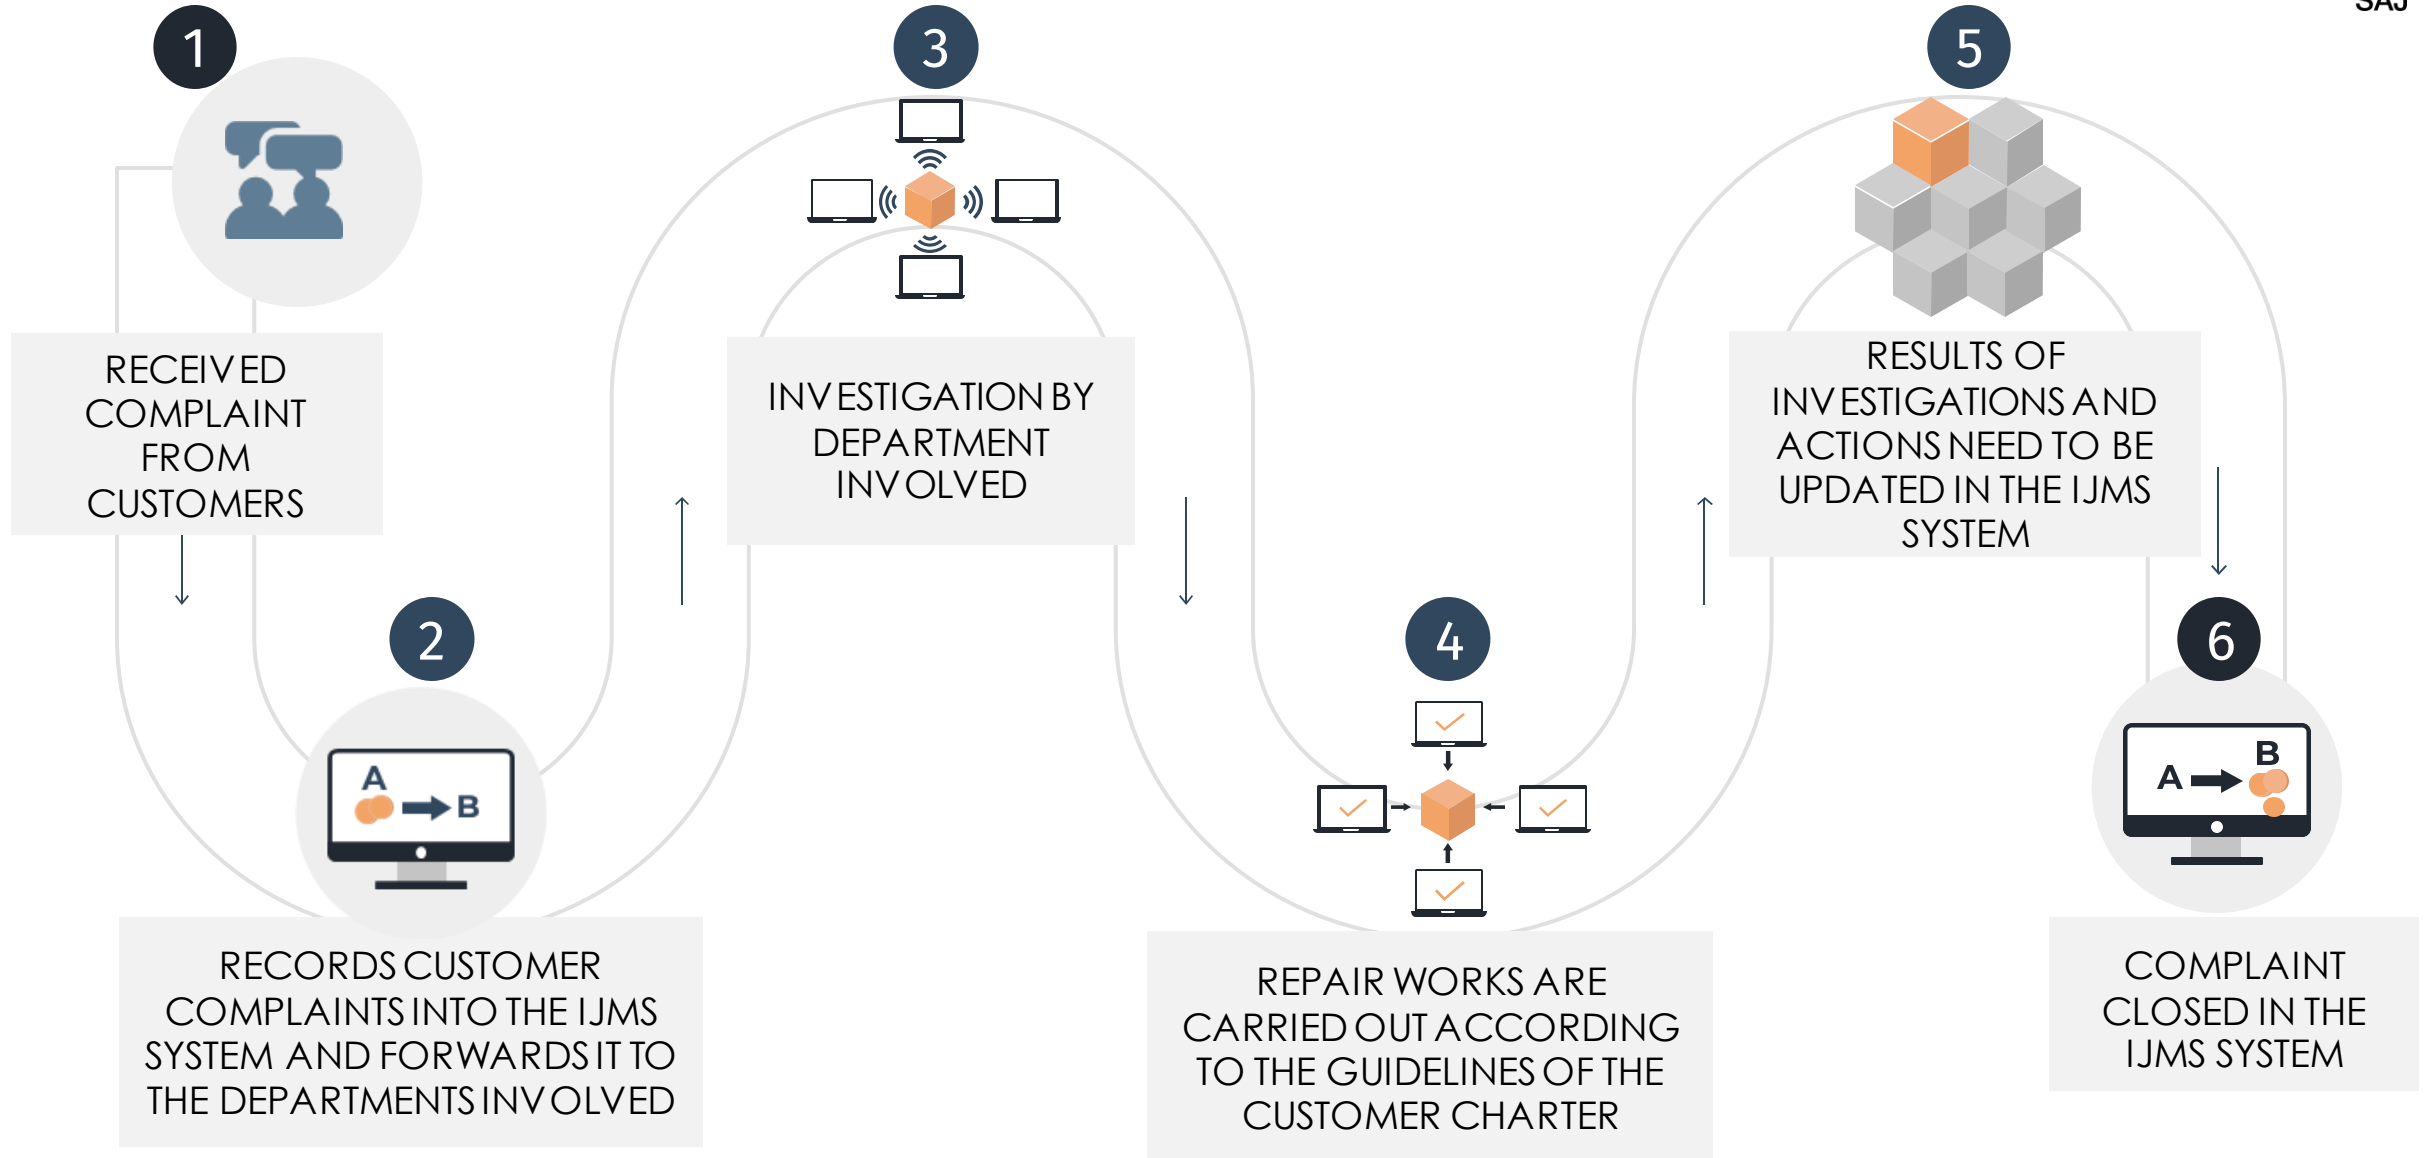 SAJ
1
RECEIVED
COMPLAINT
FROM
CUSTOMERS
2
A
B
RECORDS CUSTOMER
COMPLAINTS INTO THE IJMS
SYSTEM AND FORWARDS IT TO
THE DEPARTMENTS INVOLVED
3
INVESTIGATION BY
DEPARTMENT
INVOLVED
4
REPAIR WORKS ARE
CARRIED OUT ACCORDING
TO THE GUIDELINES OF THE
CUSTOMER CHARTER
5
RESULTS OF
INVESTIGATIONS AND
ACTIONS NEED TO BE
UPDATED IN THE IJMS
SYSTEM
6
A
B
COMPLAINT
CLOSED IN THE
IJMS SYSTEM